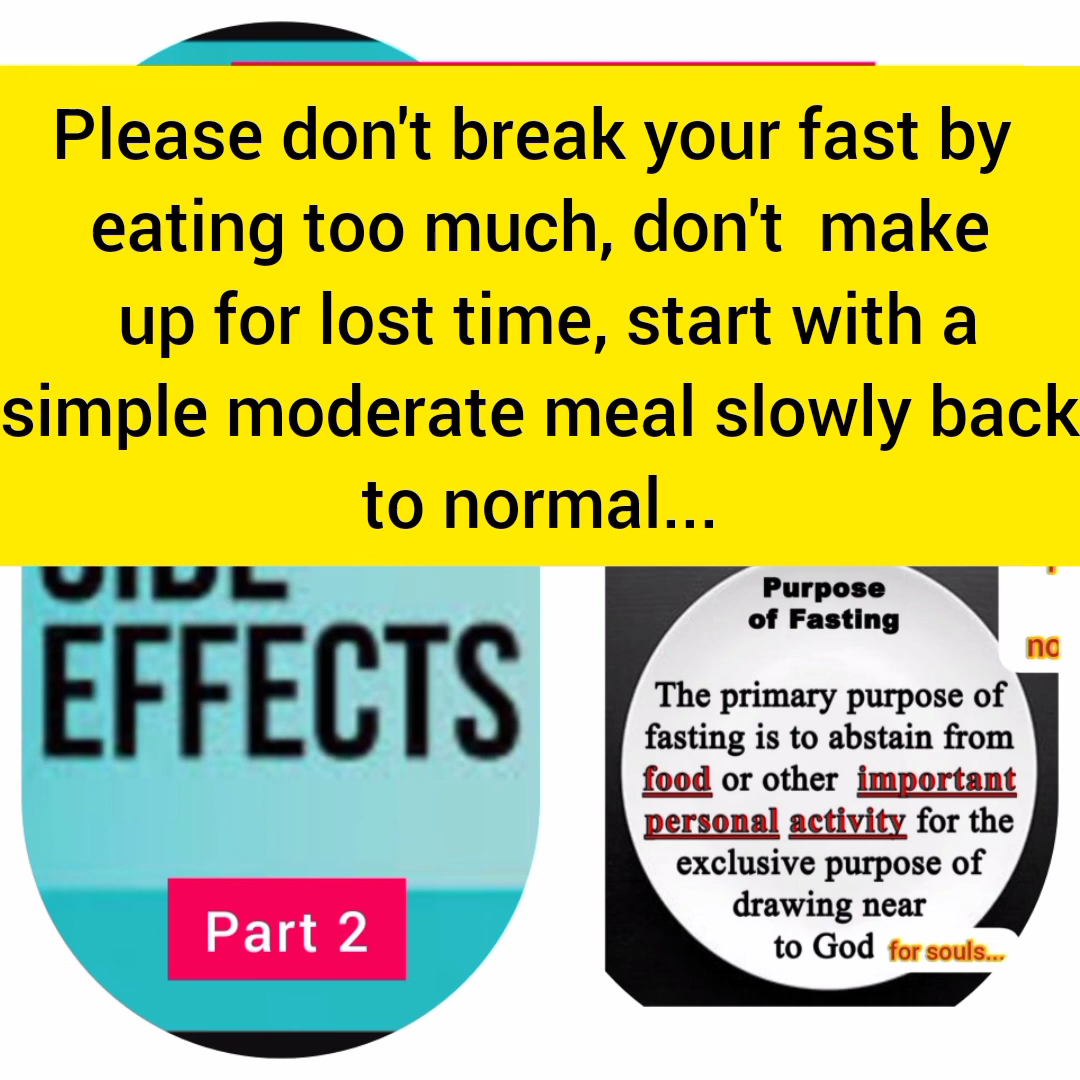 Please don't break your fast by
eating too much, don't make
up for lost time, start with a
simple moderate meal slowly back
to normal...
SIDE
EFFECTS
Part 2
Purpose
of Fasting
The primary purpose of
fasting is to abstain from
food or other important
personal activity for the
exclusive purpose of
drawing near
to God for souls...